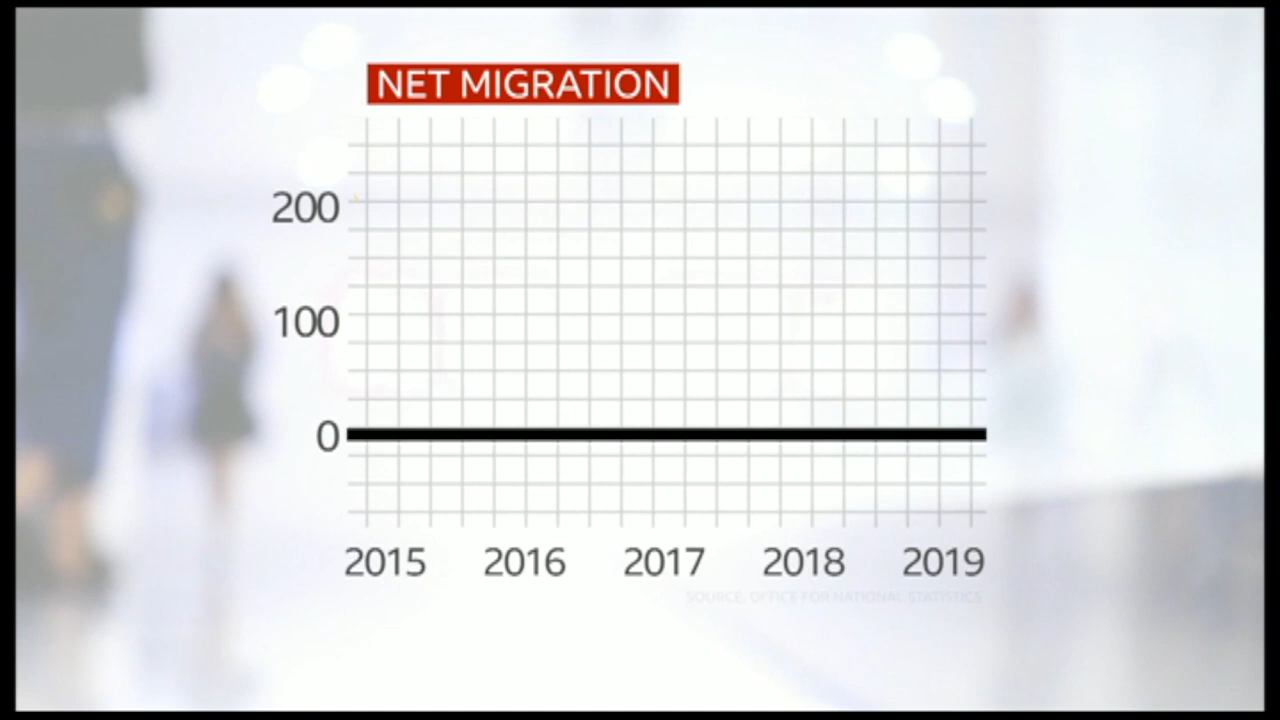 NET MIGRATION
200
100
0
2015 2016 2017 2018 2019
SOURCE: OFFICE FOR NATIONAL STATISTICS